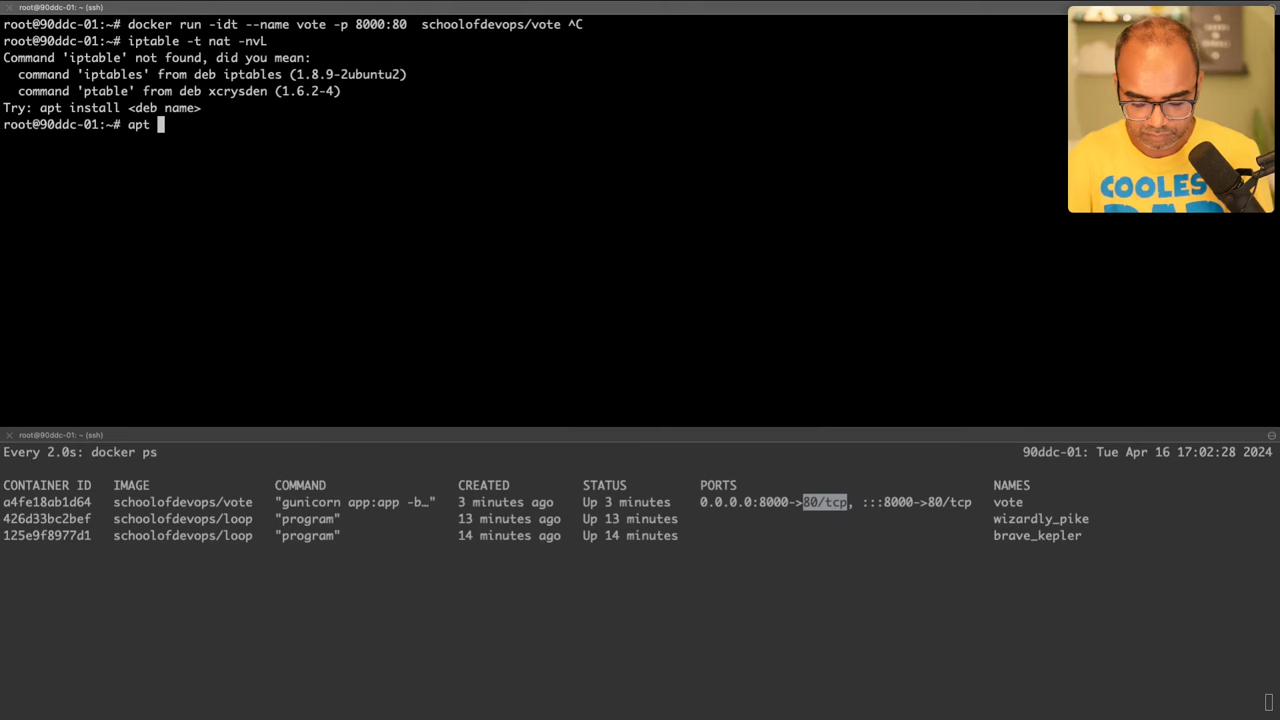 root@90ddc-01: ~ (ssh)
root@90ddc-01:~# docker run -idt --name vote -p 8000:80  schoolofdevops/vote ^C
root@90ddc-01:~# iptable -t nat -nvL
Command 'iptable' not found, did you mean:
  command 'iptables' from deb iptables (1.8.9-2ubuntu2)
  command 'ptable' from deb xcrysden (1.6.2-4)
Try: apt install <deb name>
root@90ddc-01:~# apt
COOLES
root@90ddc-01: ~ (ssh)
Every 2.0s: docker ps 90ddc-01: Tue Apr 16 17:02:28 2024
CONTAINER ID IMAGE COMMAND CREATED STATUS PORTS NAMES
a4fe18ab1d64 schoolofdevops/vote "gunicorn app:app -b…" 3 minutes ago Up 3 minutes 0.0.0.0:8000->80/tcp, :::8000->80/tcp vote
426d33bc2bef schoolofdevops/loop "program" 13 minutes ago Up 13 minutes wizardly_pike
125e9f8977d1 schoolofdevops/loop "program" 14 minutes ago Up 14 minutes brave_kepler